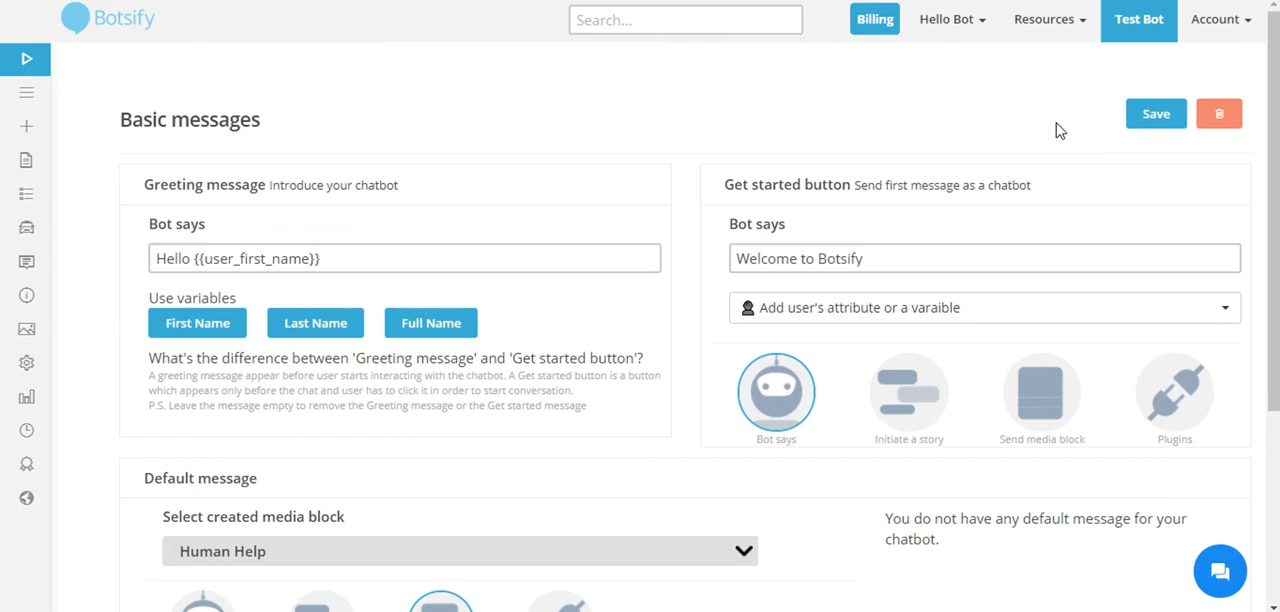 Botsify
Search...
Billing
Hello Bot
Resources
Test Bot
Account
Basic messages
Save
Greeting message Introduce your chatbot
Bot says
Hello {{user_first_name}}
Use variables
First Name
Last Name
Full Name
What's the difference between 'Greeting message' and 'Get started button'?
A greeting message appear before user starts interacting with the chatbot. A Get started button is a button
which appears only before the chat and user has to click it in order to start conversation.
P.S. Leave the message empty to remove the Greeting message or the Get started message
Get started button Send first message as a chatbot
Bot says
Welcome to Botsify
Add user's attribute or a varaible
Bot says
Initiate a story
Send media block
Plugins
Default message
Select created media block
Human Help
You do not have any default message for your
chatbot.